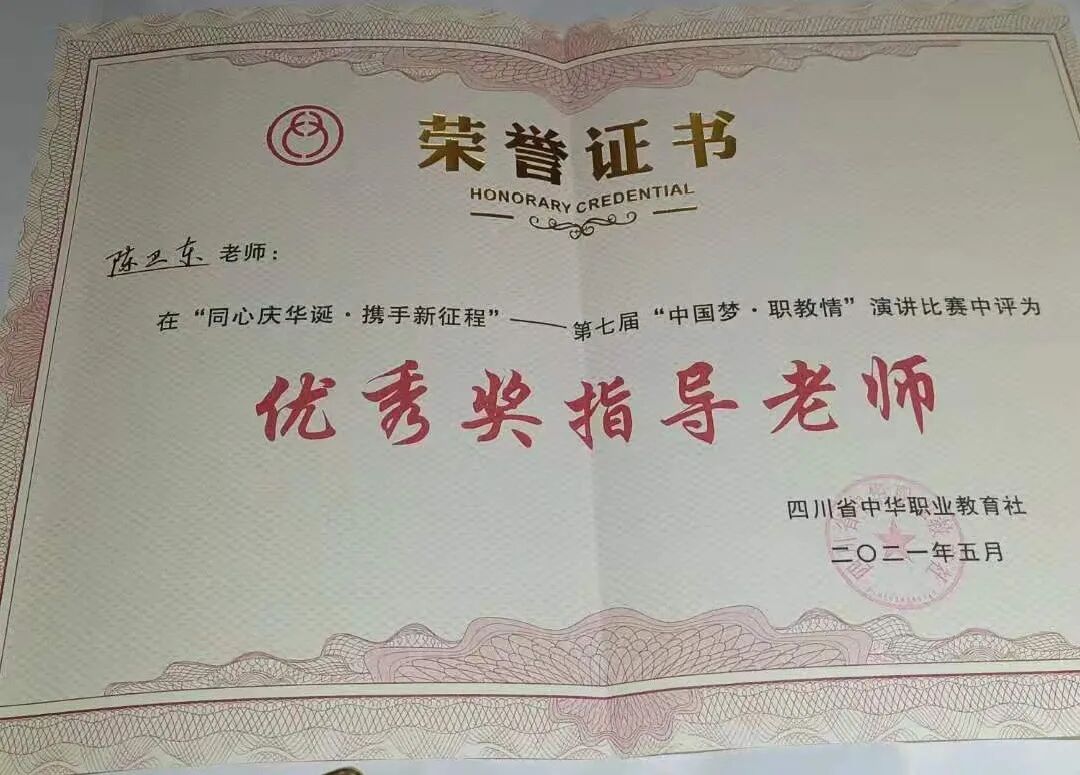 荣誉证书
HONORARY CREDENTIAL
陈卫东 老师：
在“同心庆华诞·携手新征程”——第七届“中国梦·职教情”演讲比赛中评为
优秀奖指导老师
四川省中华职业教育社
二〇二一年五月